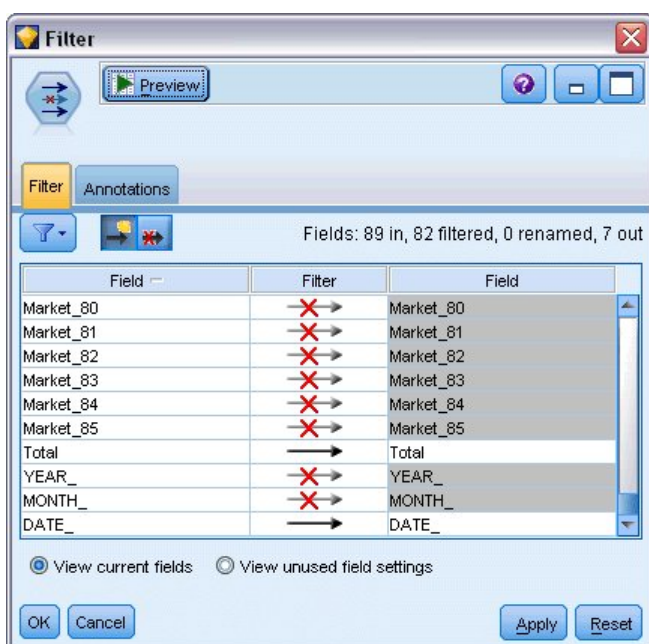 Filter
Preview
Filter Annotations
Fields: 89 in, 82 filtered, 0 renamed, 7 out
Field Filter Field
Market_80 Market_80
Market_81 Market_81
Market_82 Market_82
Market_83 Market_83
Market_84 Market_84
Market_85 Market_85
Total Total
YEAR_ YEAR_
MONTH_ MONTH_
DATE_ DATE_
View current fields View unused field settings
OK Cancel Apply Reset